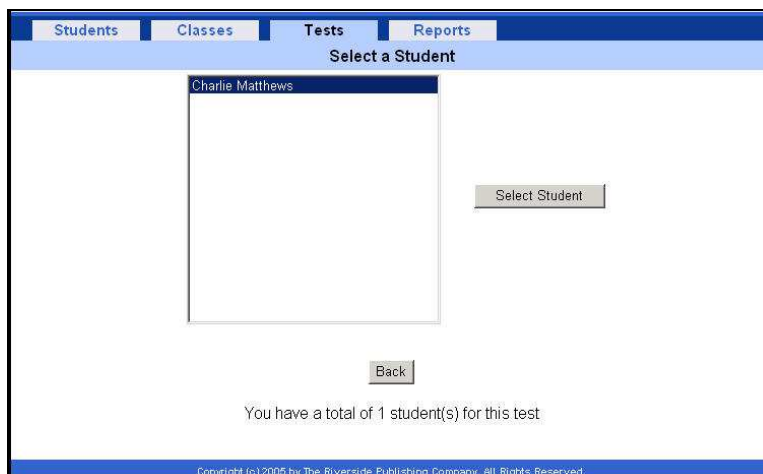 Students Classes Tests Reports
Select a Student
Charlie Matthews
Select Student
Back
You have a total of 1 student(s) for this test
Copyright (c) 2005 by The Riverside Publishing Company. All Rights Reserved.